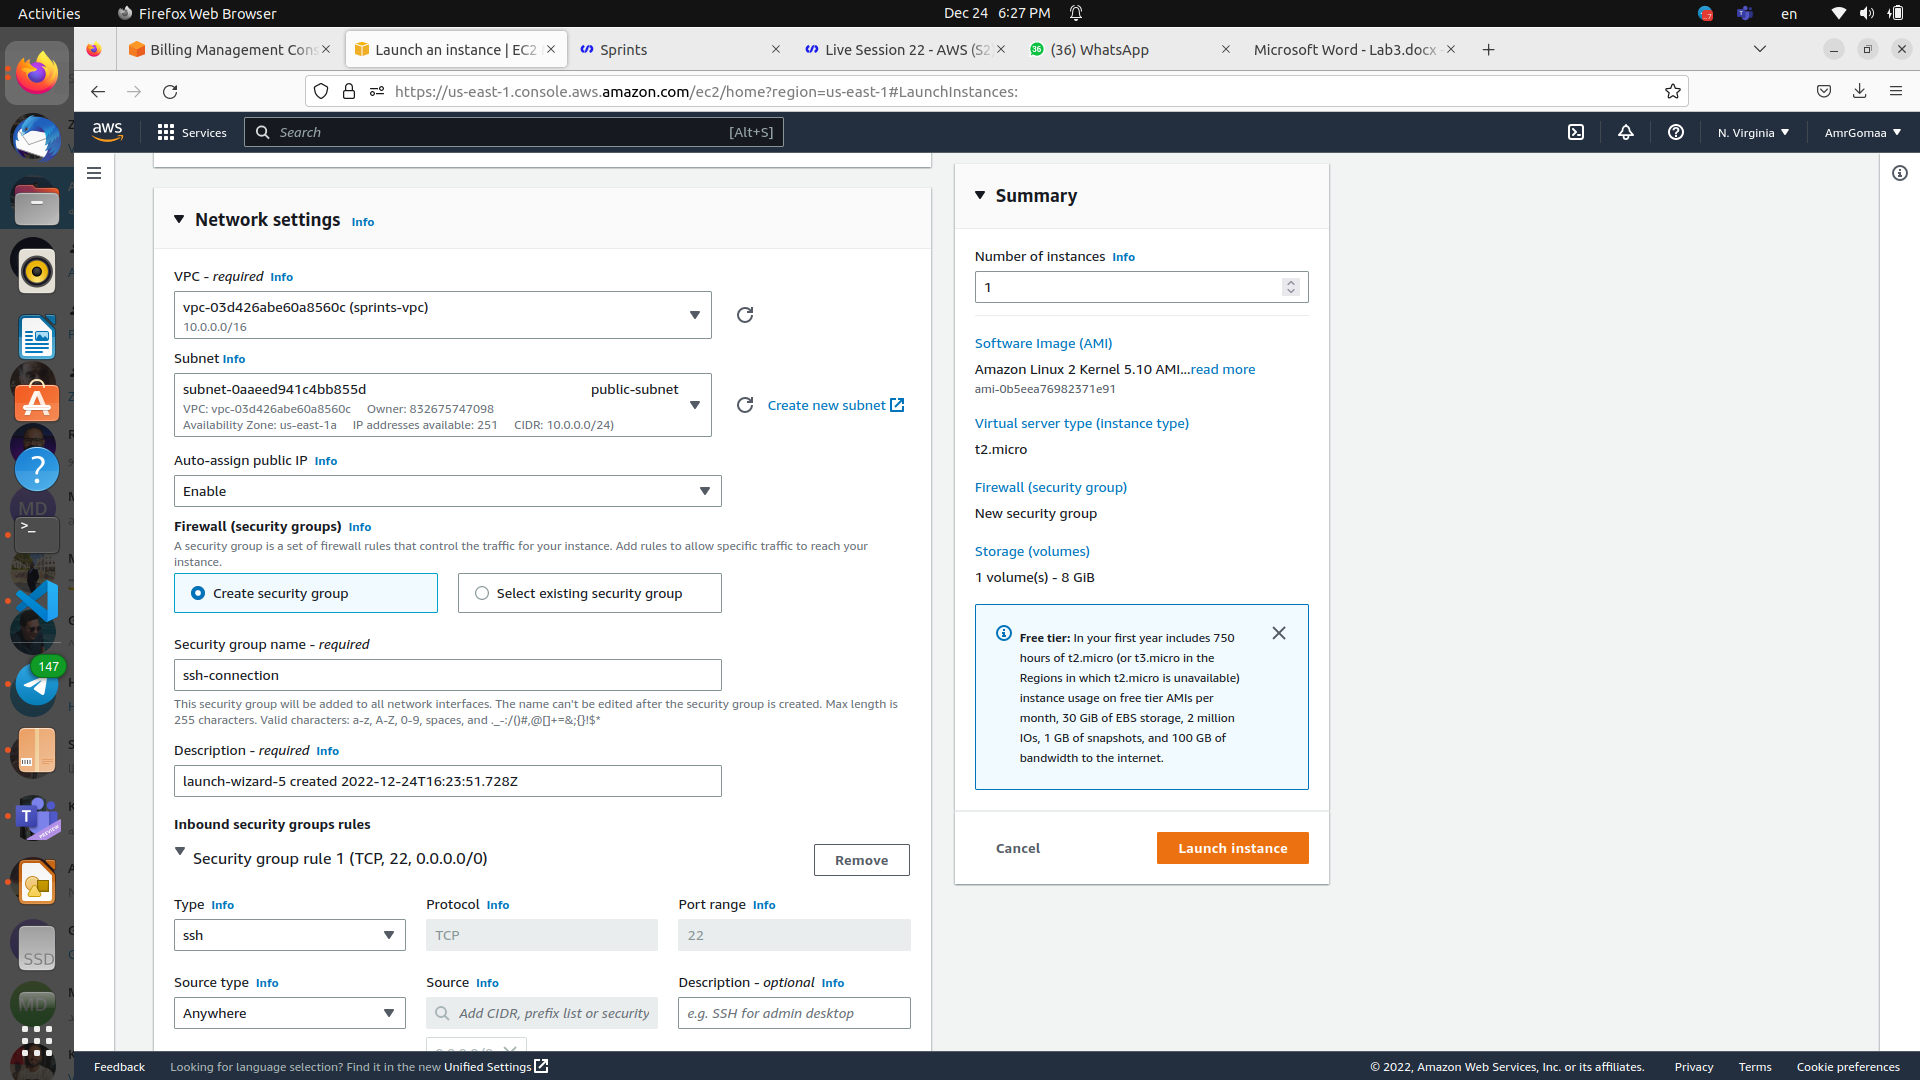 Activities
Firefox Web Browser
Dec 24 6:27 PM
en
Billing Management Cons
Launch an instance | EC2
Sprints
Live Session 22 - AWS (S2
(36) WhatsApp
Microsoft Word - Lab3.docx
https://us-east-1.console.aws.amazon.com/ec2/home?region=us-east-1#LaunchInstances:
aws
Services
Search
[Alt+S]
N. Virginia
AmrGomaa
Network settings Info
VPC - required Info
vpc-03d426abe60a8560c (sprints-vpc)
10.0.0.0/16
Subnet Info
subnet-0aaeed941c4bb855d public-subnet
VPC: vpc-03d426abe60a8560c Owner: 832675747098
Availability Zone: us-east-1a IP addresses available: 251 CIDR: 10.0.0.0/24)
Create new subnet
Auto-assign public IP Info
Enable
Firewall (security groups) Info
A security group is a set of firewall rules that control the traffic for your instance. Add rules to allow specific traffic to reach your
instance.
Create security group
Select existing security group
Security group name - required
ssh-connection
This security group will be added to all network interfaces. The name can't be edited after the security group is created. Max length is
255 characters. Valid characters: a-z, A-Z, 0-9, spaces, and ._-:/()#,@[]+=&;{}!$*
Description - required Info
launch-wizard-5 created 2022-12-24T16:23:51.728Z
Inbound security groups rules
Security group rule 1 (TCP, 22, 0.0.0.0/0)
Remove
Type Info
Protocol Info
Port range Info
ssh
TCP
22
Source type Info
Source Info
Description - optional Info
Anywhere
Add CIDR, prefix list or security
e.g. SSH for admin desktop
Summary
Number of instances Info
1
Software Image (AMI)
Amazon Linux 2 Kernel 5.10 AMI...read more
ami-0b5eea76982371e91
Virtual server type (instance type)
t2.micro
Firewall (security group)
New security group
Storage (volumes)
1 volume(s) - 8 GiB
Free tier: In your first year includes 750
hours of t2.micro (or t3.micro in the
Regions in which t2.micro is unavailable)
instance usage on free tier AMIs per
month, 30 GiB of EBS storage, 2 million
IOs, 1 GB of snapshots, and 100 GB of
bandwidth to the internet.
Cancel
Launch instance
147
MD
SSD
MD
Feedback
Looking for language selection? Find it in the new Unified Settings
© 2022, Amazon Web Services, Inc. or its affiliates.
Privacy
Terms
Cookie preferences